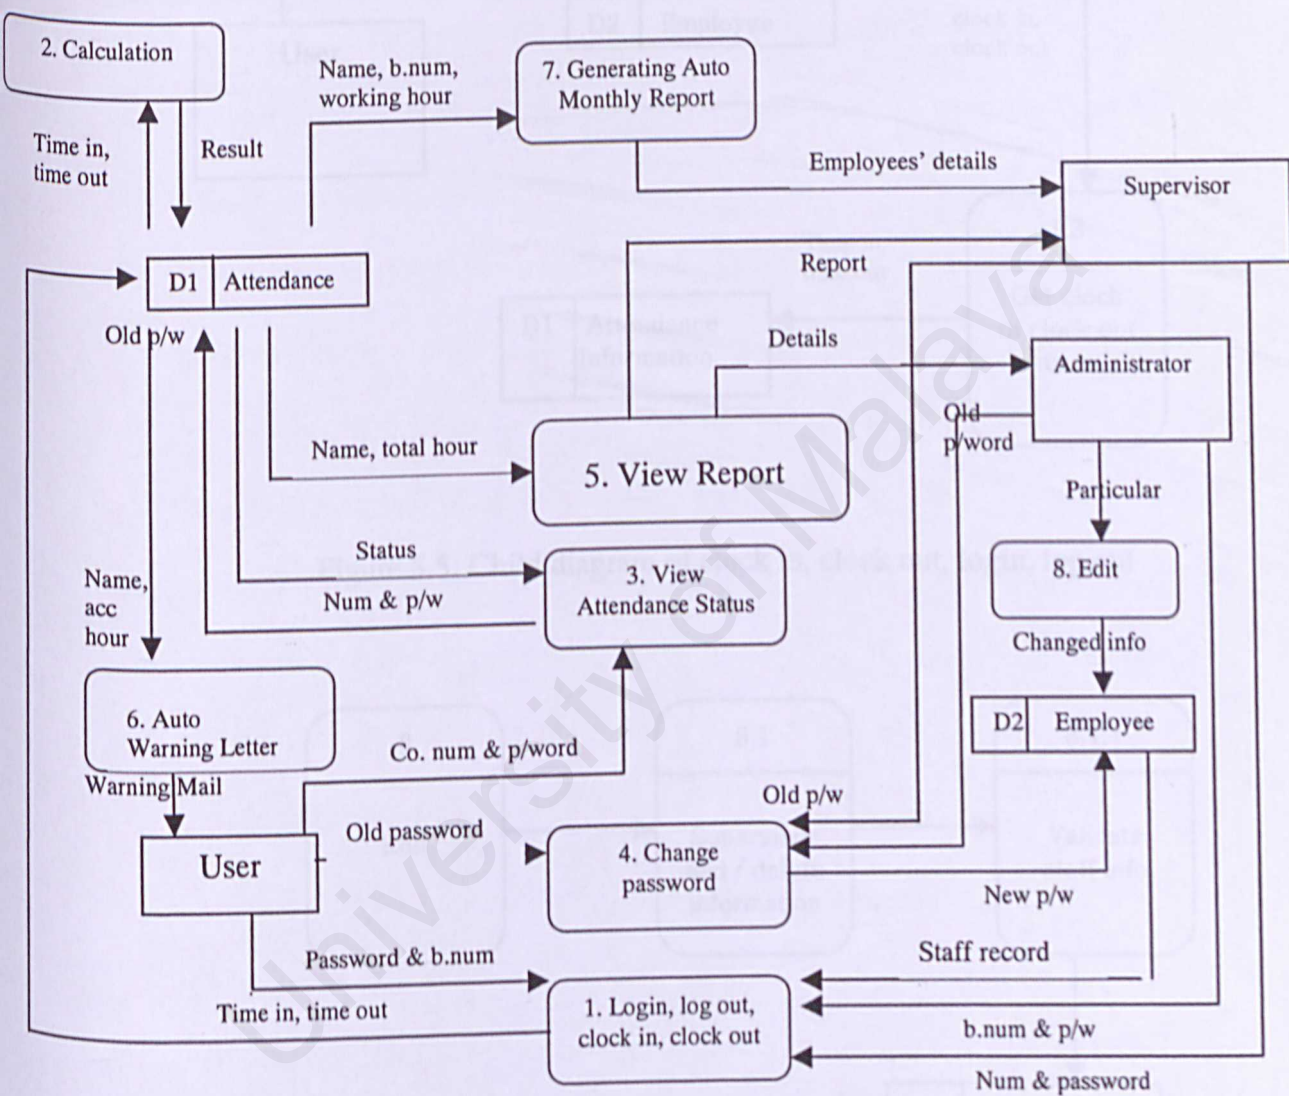 2. Calculation
Name, b.num,
working hour
7. Generating Auto
Monthly Report
Time in,
time out
Result
Employees' details
Supervisor
Report
D1 Attendance
Old p/w
Details
Administrator
Old
p/word
Name, total hour
5. View Report
Particular
Status
Num & p/w
3. View
Attendance Status
8. Edit
Name,
acc
hour
Changed info
6. Auto
Warning Letter
D2 Employee
Co. num & p/word
Warning Mail
Old p/w
Old password
User
4. Change
password
New p/w
Password & b.num
Staff record
Time in, time out
1. Login, log out,
clock in, clock out
b.num & p/w
Num & password
University of Malaya